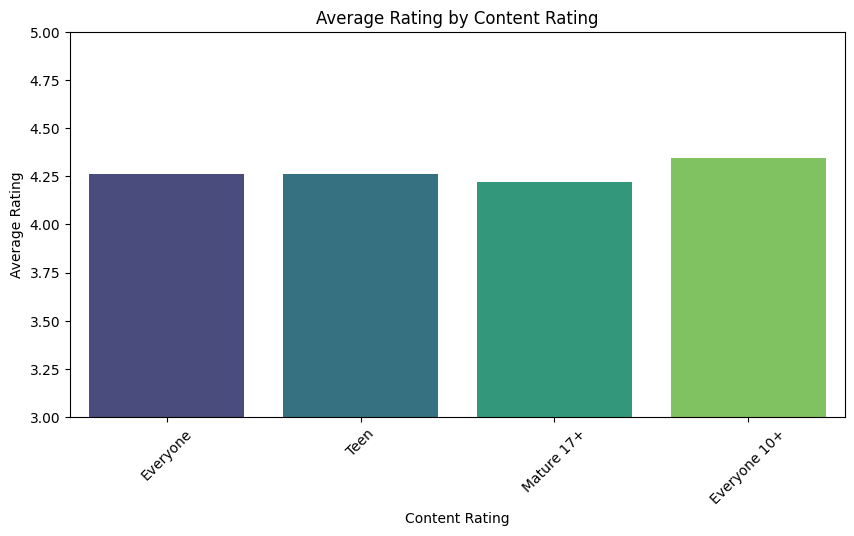 Average Rating by Content Rating
Average Rating
5.00
4.75
4.50
4.25
4.00
3.75
3.50
3.25
3.00
Everyone
Teen
Mature 17+
Everyone 10+
Content Rating